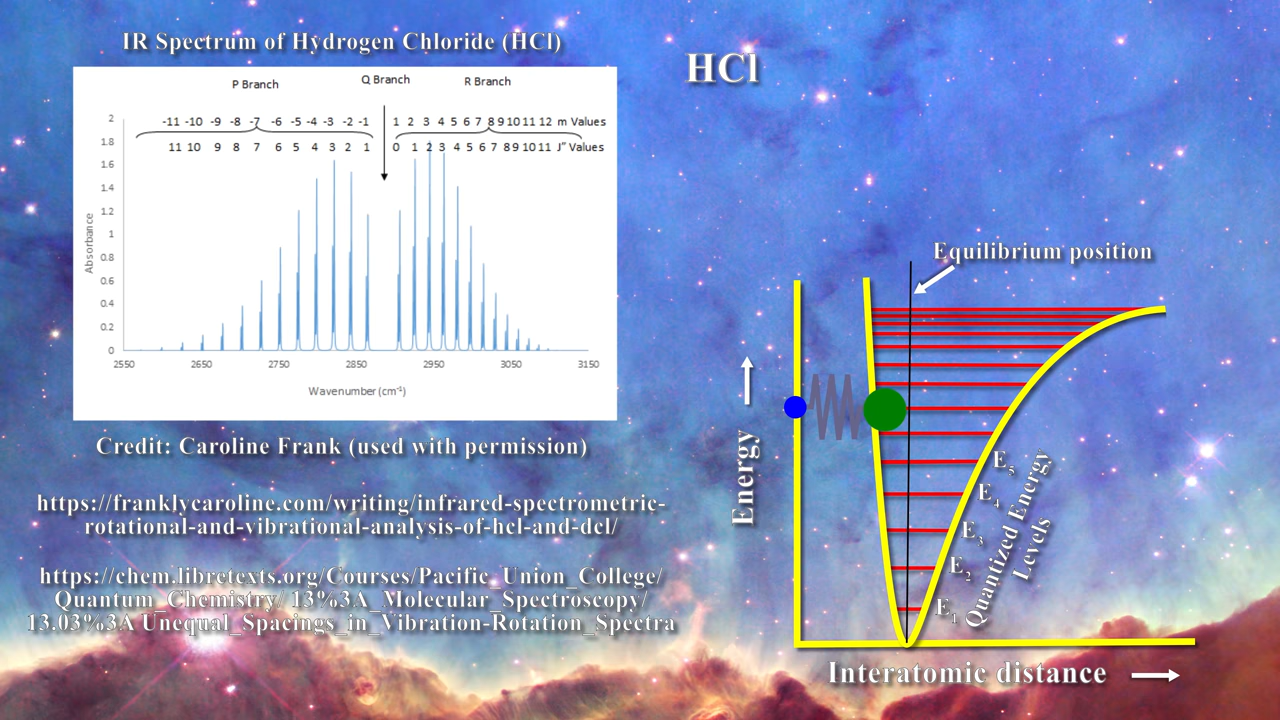 IR Spectrum of Hydrogen Chloride (HCl)
P Branch
Q Branch
R Branch
-11 -10 -9 -8 -7 -6 -5 -4 -3 -2 -1 1 2 3 4 5 6 7 8 9 10 11 12 m Values
11 10 9 8 7 6 5 4 3 2 1 0 1 2 3 4 5 6 7 8 9 10 11 J" Values
2
1.8
1.6
1.4
1.2
1
0.8
0.6
0.4
0.2
0
Absorbance
2550 2650 2750 2850 2950 3050 3150
Wavenumber (cm⁻¹)
Credit: Caroline Frank (used with permission)
https://franklycaroline.com/writing/infrared-spectrometric-
rotational-and-vibrational-analysis-of-hcl-and-dcl/
https://chem.libretexts.org/Courses/Pacific_Union_College/
Quantum_Chemistry/ 13%3A_Molecular_Spectroscopy/
13.03%3A Unequal_Spacings_in_Vibration-Rotation_Spectra
HCl
Equilibrium position
Energy
E₅
E₄
E₃
E₂
E₁
Quantized Energy
Levels
Interatomic distance